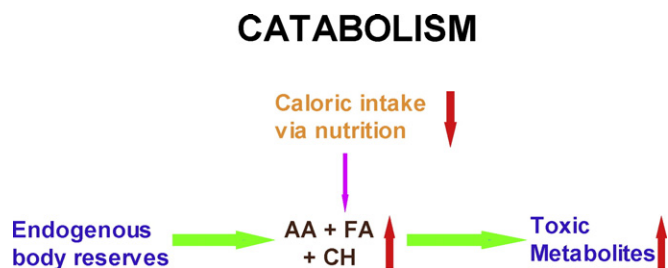 CATABOLISM
Caloric intake
via nutrition
Endogenous
body reserves
AA + FA
+ CH
Toxic
Metabolites